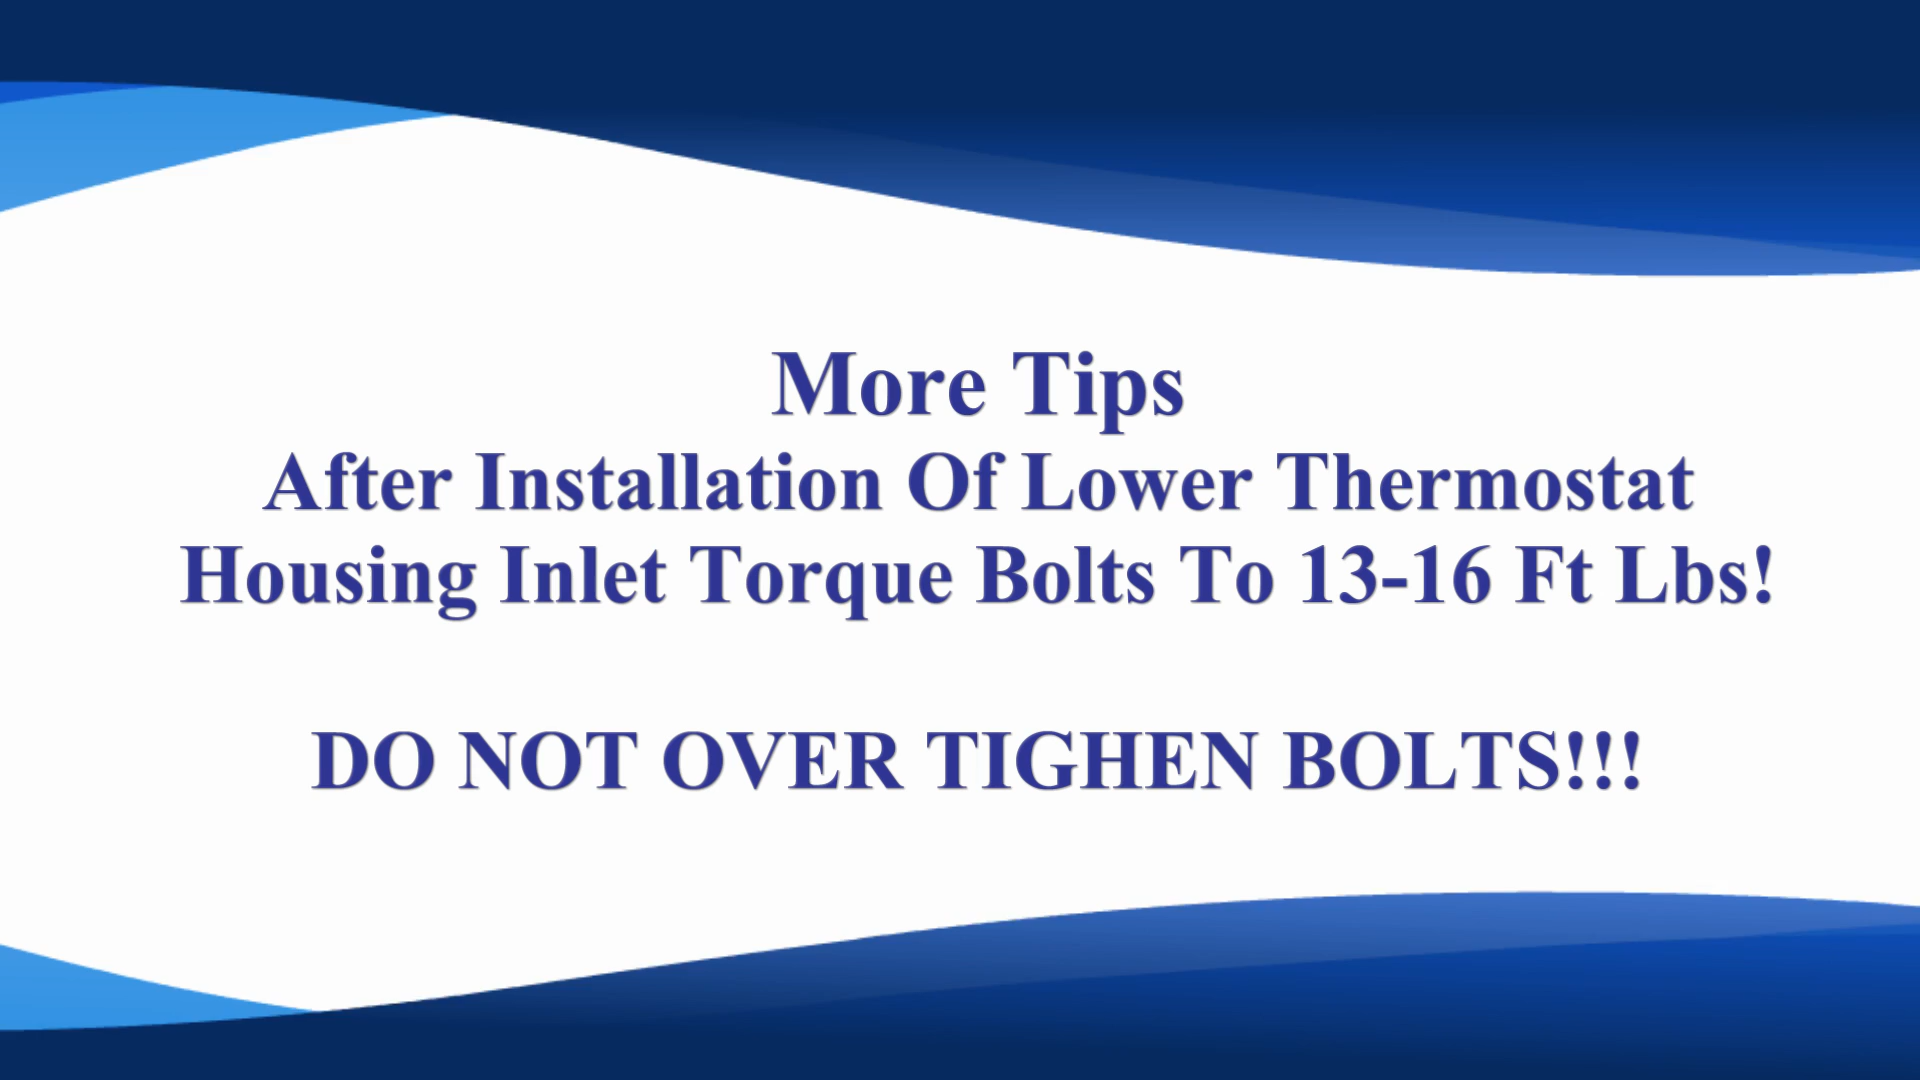 More Tips
After Installation Of Lower Thermostat
Housing Inlet Torque Bolts To 13-16 Ft Lbs!
DO NOT OVER TIGHEN BOLTS!!!